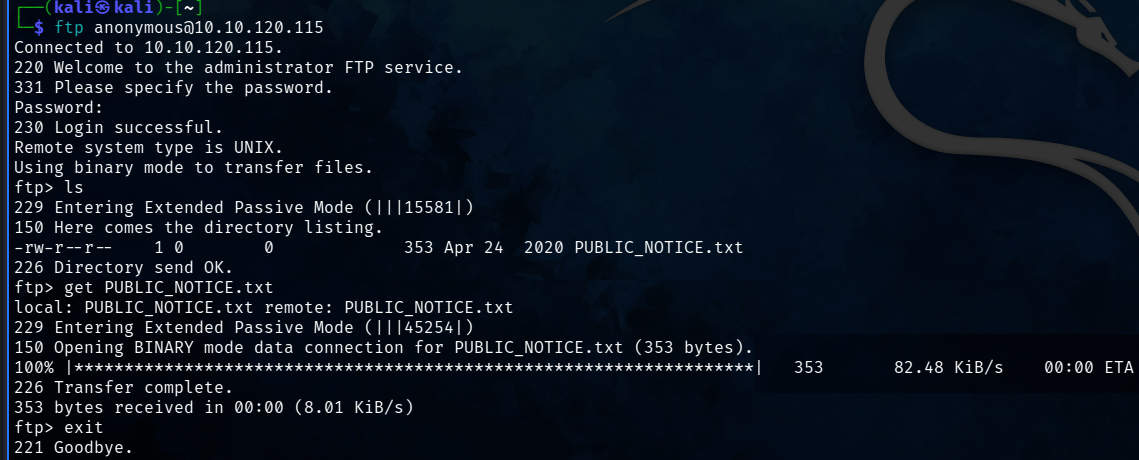 ┌──(kali㉿kali)-[~]
└─$ ftp anonymous@10.10.120.115
Connected to 10.10.120.115.
220 Welcome to the administrator FTP service.
331 Please specify the password.
Password:
230 Login successful.
Remote system type is UNIX.
Using binary mode to transfer files.
ftp> ls
229 Entering Extended Passive Mode (|||15581|)
150 Here comes the directory listing.
-rw-r--r--    1 0        0             353 Apr 24  2020 PUBLIC_NOTICE.txt
226 Directory send OK.
ftp> get PUBLIC_NOTICE.txt
local: PUBLIC_NOTICE.txt remote: PUBLIC_NOTICE.txt
229 Entering Extended Passive Mode (|||45254|)
150 Opening BINARY mode data connection for PUBLIC_NOTICE.txt (353 bytes).
100% |********************************************************************|   353       82.48 KiB/s    00:00 ETA
226 Transfer complete.
353 bytes received in 00:00 (8.01 KiB/s)
ftp> exit
221 Goodbye.